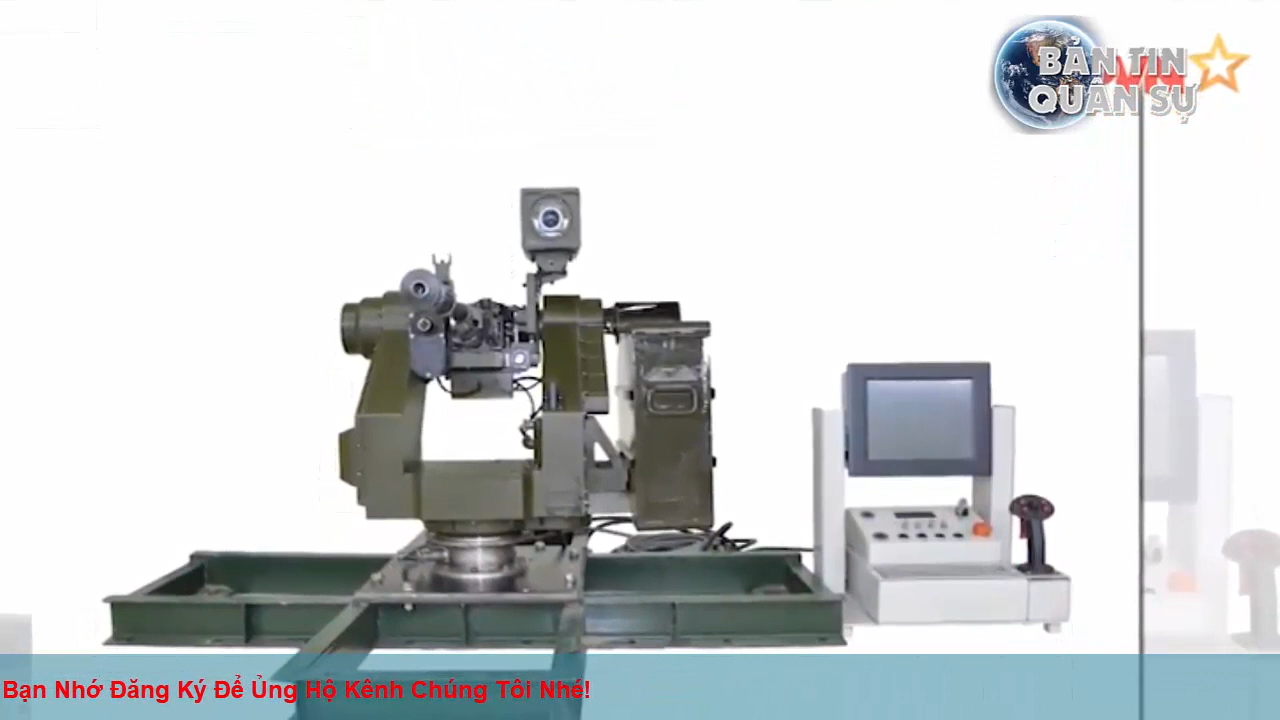 BẢN TIN
QUÂN SỰ
Bạn Nhớ Đăng Ký Để Ủng Hộ Kênh Chúng Tôi Nhé!